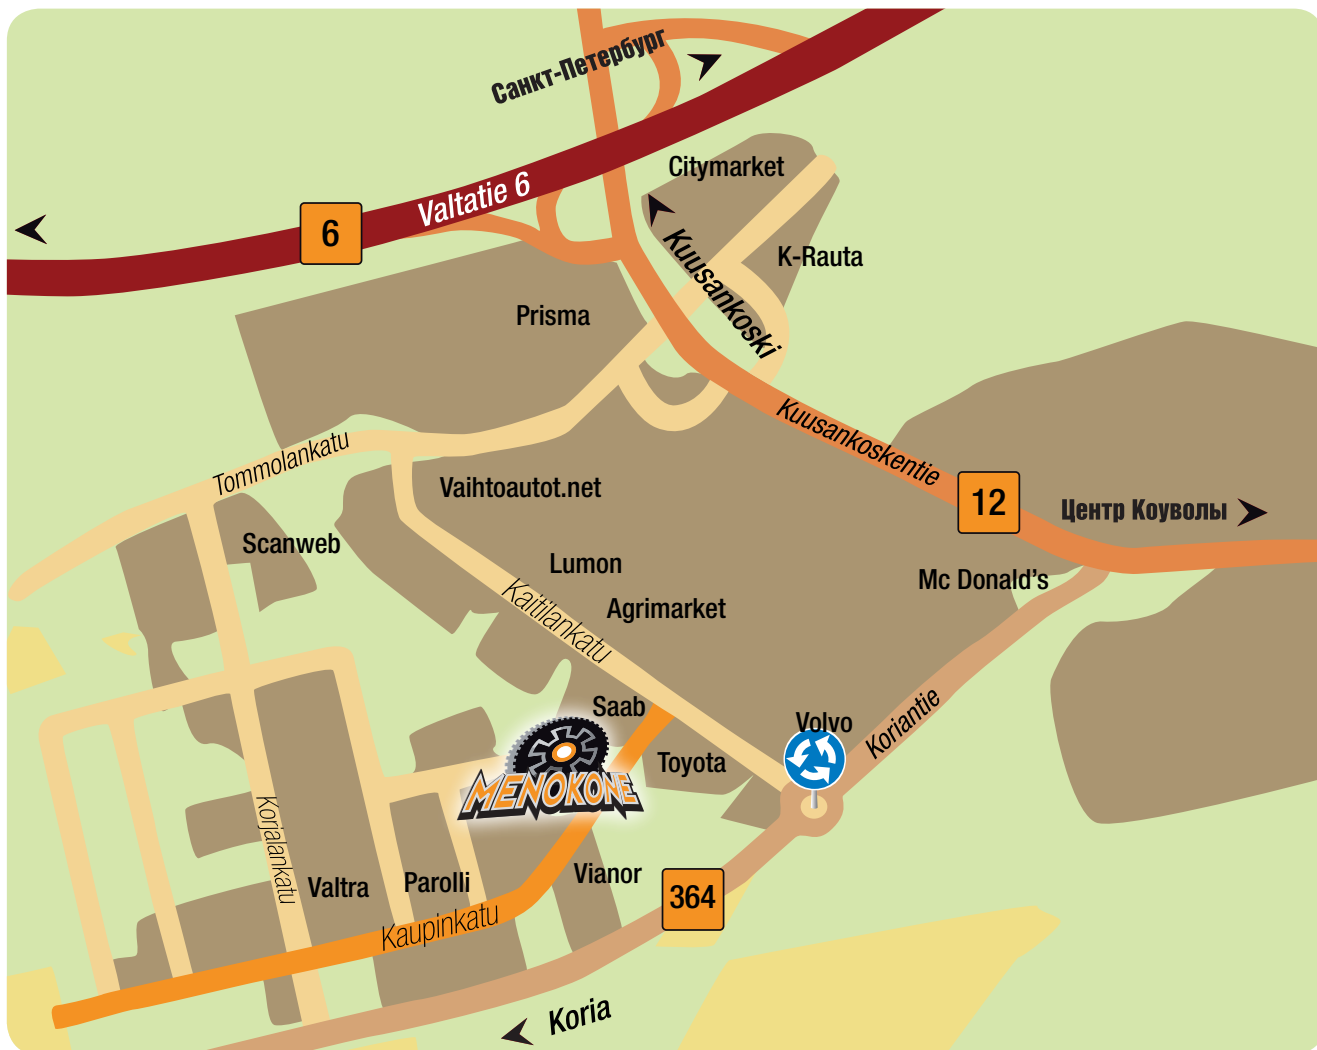 Санкт-Петербург
Citymarket
Valtatie 6
6
Kuusankoski
K-Rauta
Prisma
Kuusankoskentie
Tommolankatu
Vaihtoautot.net
12
Центр Коуволы
Scanweb
Lumon
Mc Donald's
Kaitilankatu
Agrimarket
Saab
Volvo
Koriantie
Toyota
MENOKONE
Korjalankatu
Valtra
Parolli
Vianor
364
Kaupinkatu
Koria